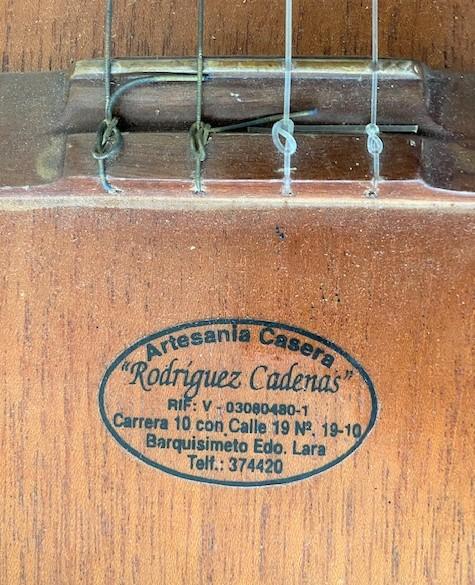 Artesania Casera
"Rodríguez Cadenas"
RIF: V - 03080480-1
Carrera 10 con Calle 19 Nº. 19-10
Barquisimeto Edo. Lara
Telf.: 374420